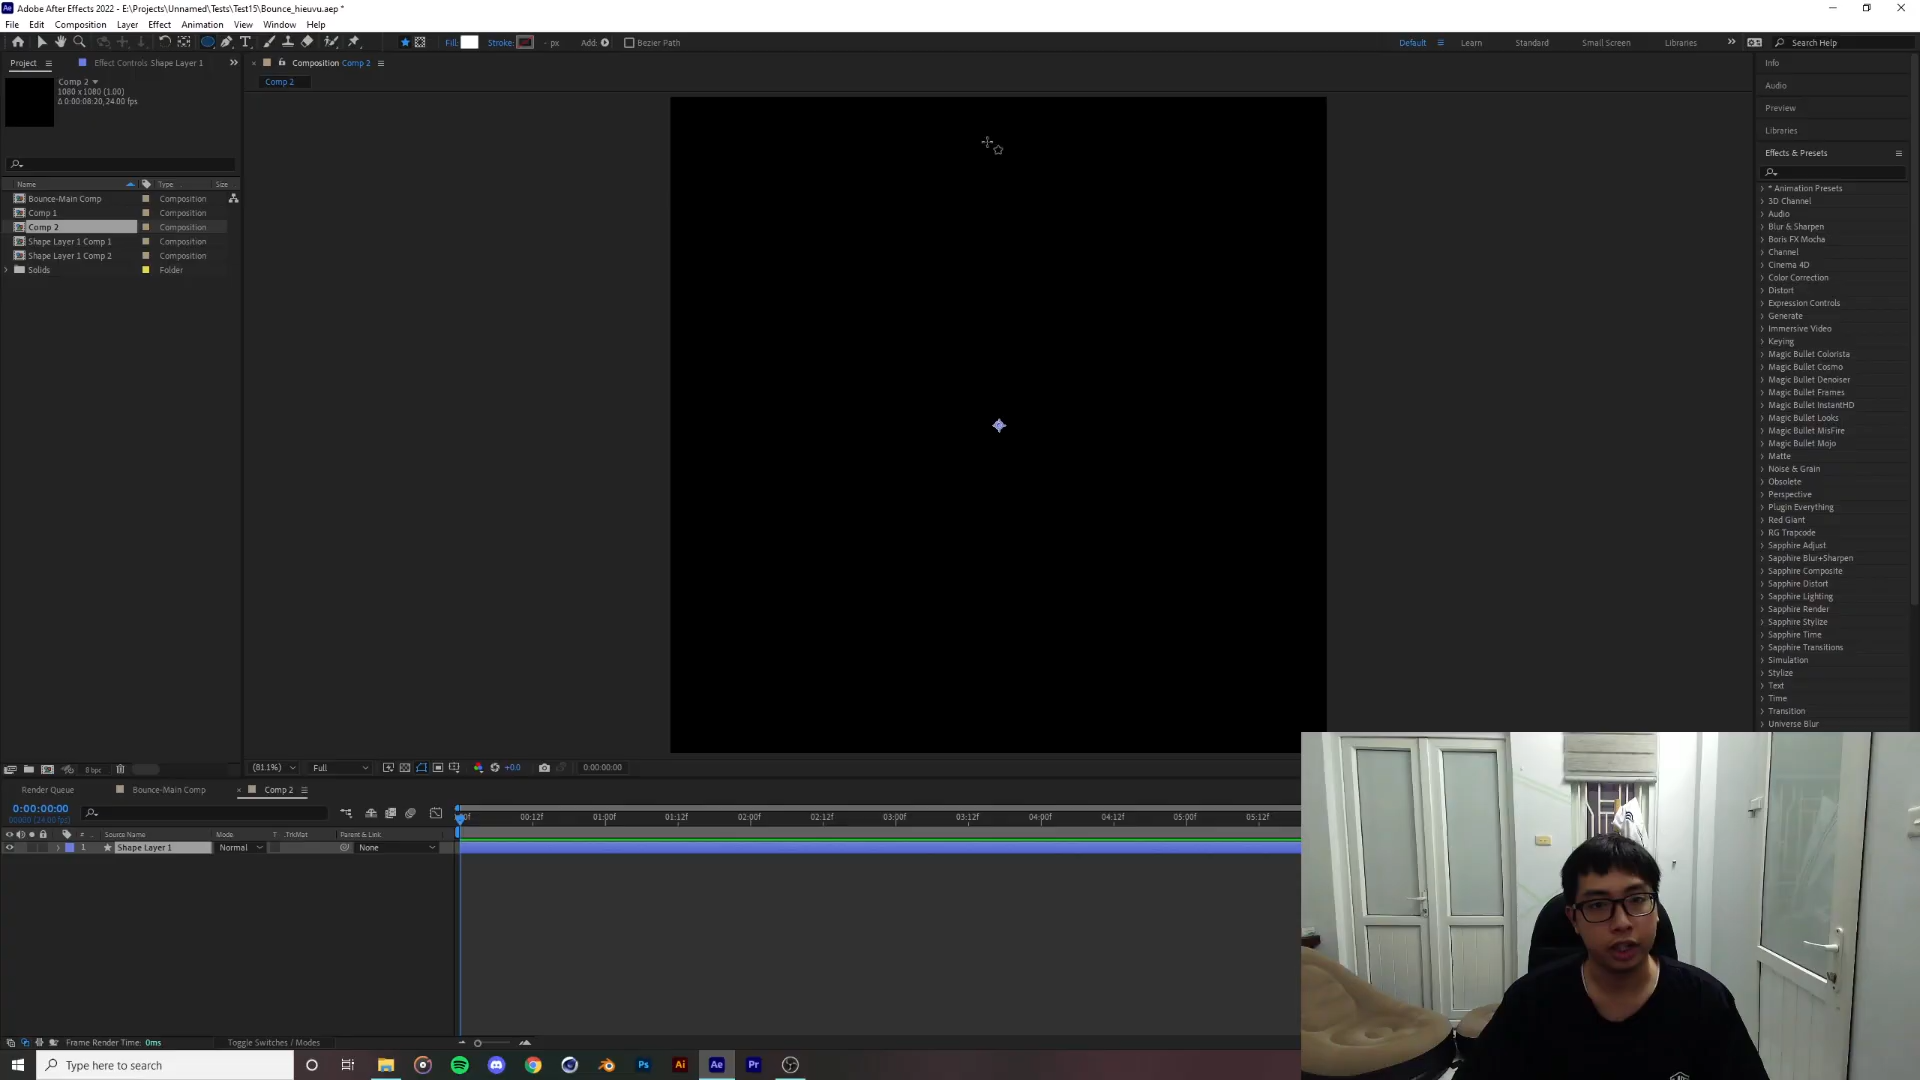 Adobe After Effects 2022 - E:\Projects\Unnamed\Tests\Test15\Bounce_hieuvu.aep *
File Edit Composition Layer Effect Animation View Window Help
Fill: Stroke: - px Add: Bezier Path Default Learn Standard Small Screen Libraries Search Help
Project Effect Controls Shape Layer 1
Composition Comp 2
Comp 2
Comp 2
1080 x 1080 (1.00)
Δ 0:00:08:20, 24.00 fps
Name Type Size
Bounce-Main Comp Composition
Comp 1 Composition
Comp 2 Composition
Shape Layer 1 Comp 1 Composition
Shape Layer 1 Comp 2 Composition
Solids Folder
Info
Audio
Preview
Libraries
Effects & Presets
* Animation Presets
3D Channel
Audio
Blur & Sharpen
Boris FX Mocha
Channel
Cinema 4D
Color Correction
Distort
Expression Controls
Generate
Immersive Video
Keying
Magic Bullet Colorista
Magic Bullet Cosmo
Magic Bullet Denoiser
Magic Bullet Frames
Magic Bullet InstantHD
Magic Bullet Looks
Magic Bullet MisFire
Magic Bullet Mojo
Matte
Noise & Grain
Obsolete
Perspective
Plugin Everything
Red Giant
RG Trapcode
Sapphire Adjust
Sapphire Blur+Sharpen
Sapphire Composite
Sapphire Distort
Sapphire Lighting
Sapphire Render
Sapphire Stylize
Sapphire Time
Sapphire Transitions
Simulation
Stylize
Text
Time
Transition
Universe Blur
8 bpc
(81.1%) Full +0.0 0:00:00:00
Render Queue Bounce-Main Comp Comp 2
0:00:00:00
00000 (24.00 fps)
00:12f 01:00f 01:12f 02:00f 02:12f 03:00f 03:12f 04:00f 04:12f 05:00f 05:12f
# Source Name Mode T .TrkMat Parent & Link
1 Shape Layer 1 Normal None
Frame Render Time: 0ms Toggle Switches / Modes
Type here to search
Ps Ai Ae Pr